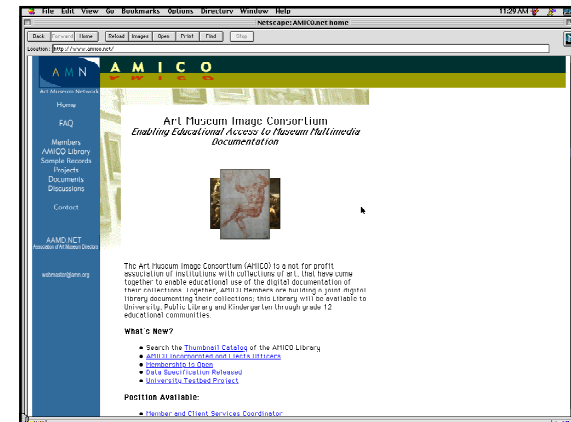 File Edit View Go Bookmarks Options Directory Window Help 11:29 AM
Netscape: AMICO.net home
Back Forward Home Reload Images Open Print Find Stop
Location: http://www.amico.net/
AMN
AMICO
Art Museum Network
Home
FAQ
Members
AMICO Library
Sample Records
Projects
Documents
Discussions
Contact
AAMD.NET
Association of Art Museum Directors
webmaster@amn.org
Art Museum Image Consortium
Enabling Educational Access to Museum Multimedia
Documentation
The Art Museum Image Consortium (AMICO) is a not for profit
association of institutions with collections of art, that have come
together to enable educational use of the digital documentation of
their collections. Together, AMICO Members are building a joint digital
library documenting their collections; this Library will be available to
University, Public Library and Kindergarten through grade 12
educational communities.
What's New?
Search the Thumbnail Catalog of the AMICO Library
AMICO Incorporated and Elects Officers
Membership is Open
Data Specification Released
University Testbed Project
Position Available:
Member and Client Services Coordinator